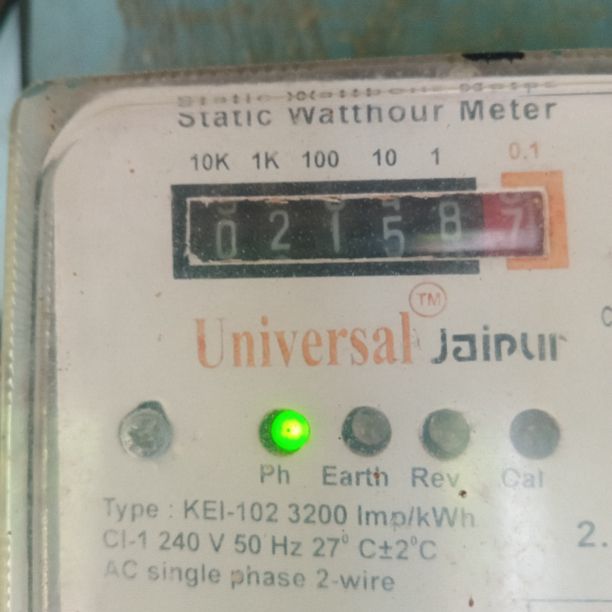 Static Watthour Meter
10K 1K 100 10 1 0.1
0 2 1 5 8 7
Universal TM Jaipur
Ph Earth Rev Cal
Type : KEI-102 3200 Imp/kWh
Cl-1 240 V 50 Hz 27° C±2°C
2.
AC single phase 2-wire